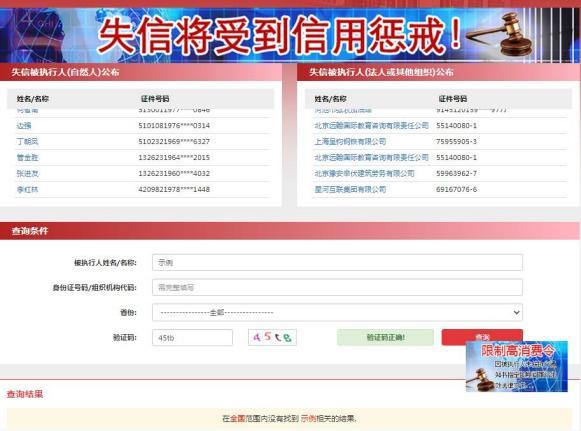 失信将受到信用惩戒！
失信被执行人(自然人)公布
姓名/名称 证件号码
5130011977****0846
边强 5101081976****0314
丁朝凤 5102321969****6327
管金胜 1326231964****2015
张进发 1326231960****4032
李红林 4209821978****1448
失信被执行人(法人或其他组织)公布
姓名/名称 证件号码
北京远翰国际教育咨询有限责任公司 55140080-1
上海呈钧钢铁有限公司 75955905-3
北京远翰国际教育咨询有限责任公司 55140080-1
北京豫安幸伏建筑劳务有限公司 59963962-7
星河互联集团有限公司 69167076-6
查询条件
被执行人姓名/名称: 示例
身份证号码/组织机构代码: 需完整填写
省份: ----------------全部----------------
验证码: 45tb 验证码正确! 查询
限制高消费令
查询结果
在全国范围内没有找到 示例相关的结果.